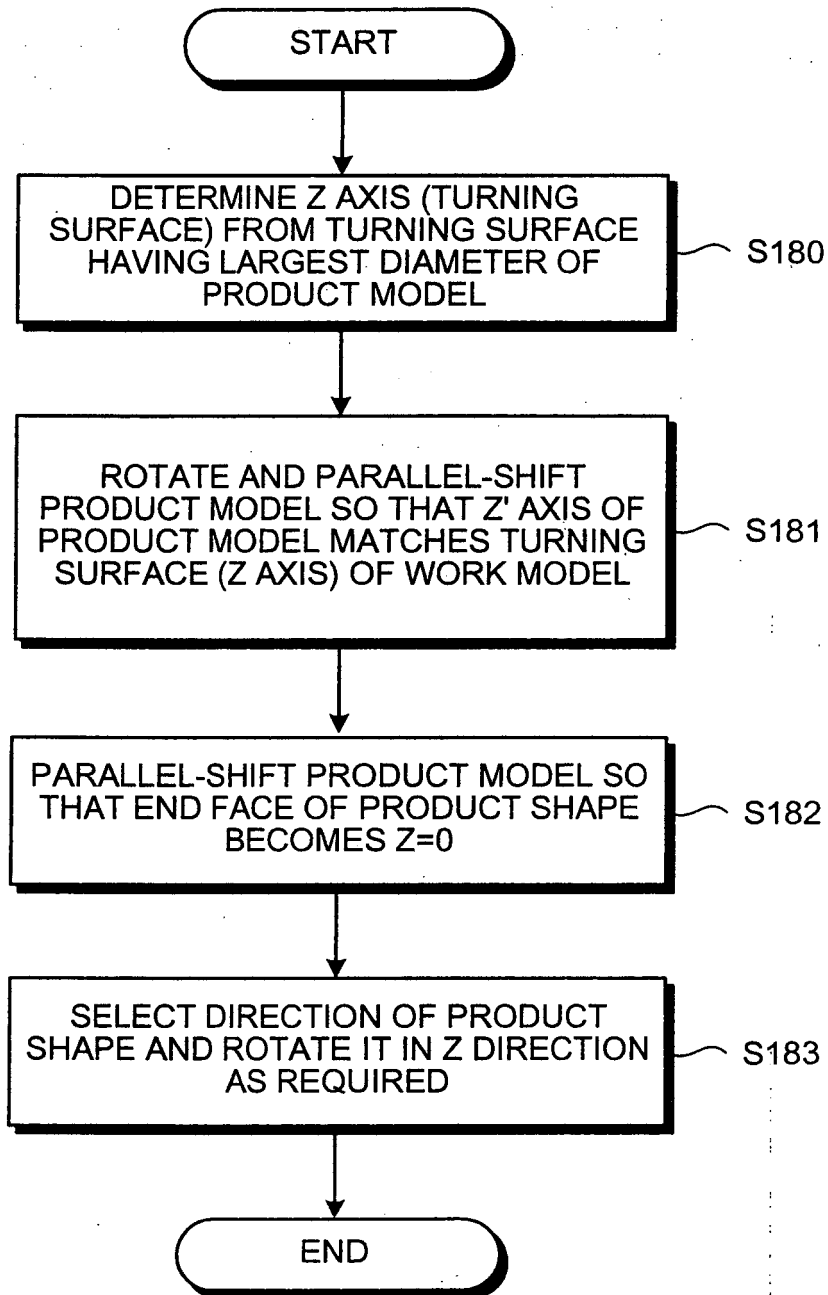 START
DETERMINE Z AXIS (TURNING
SURFACE) FROM TURNING SURFACE
HAVING LARGEST DIAMETER OF
PRODUCT MODEL
S180
ROTATE AND PARALLEL-SHIFT
PRODUCT MODEL SO THAT Z' AXIS OF
PRODUCT MODEL MATCHES TURNING
SURFACE (Z AXIS) OF WORK MODEL
S181
PARALLEL-SHIFT PRODUCT MODEL SO
THAT END FACE OF PRODUCT SHAPE
BECOMES Z=0
S182
SELECT DIRECTION OF PRODUCT
SHAPE AND ROTATE IT IN Z DIRECTION
AS REQUIRED
S183
END